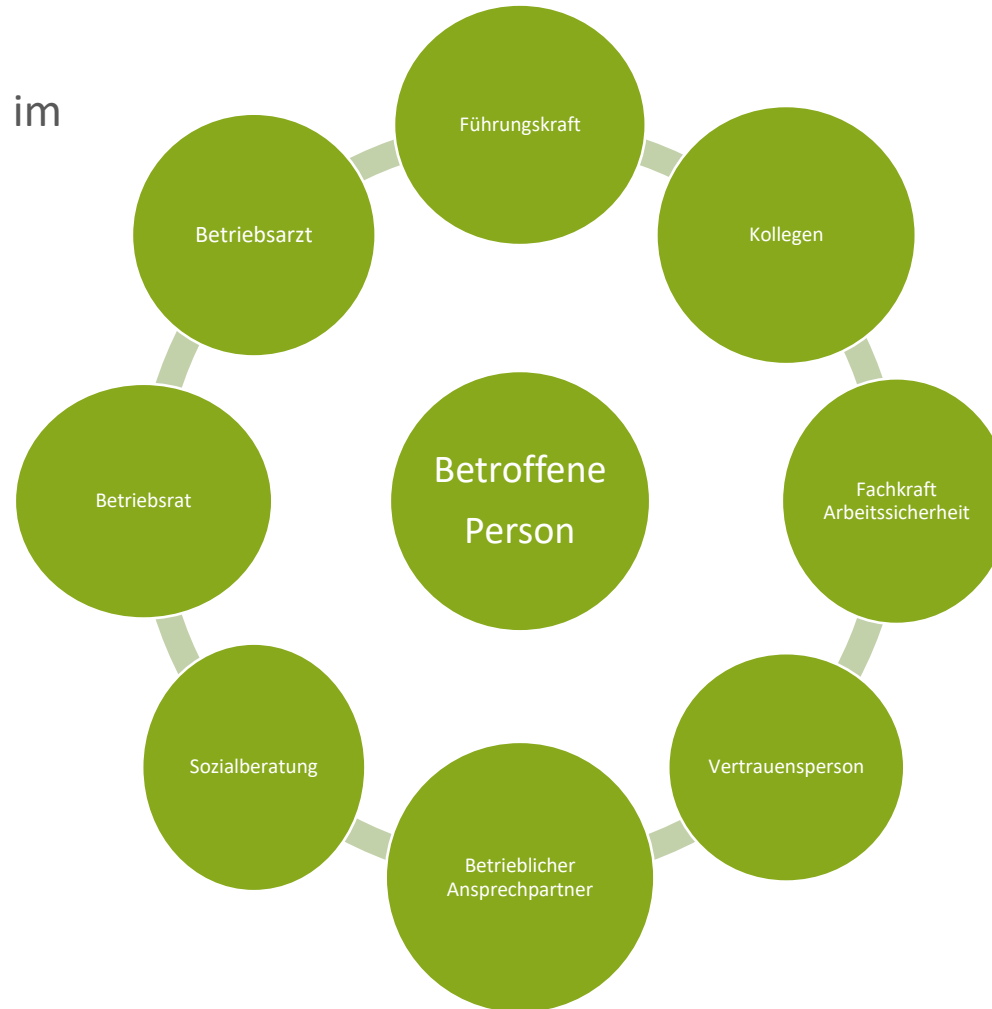 im
Führungskraft
Betriebsarzt
Kollegen
Betroffene
Person
Betriebsrat
Fachkraft
Arbeitssicherheit
Sozialberatung
Vertrauensperson
Betrieblicher
Ansprechpartner